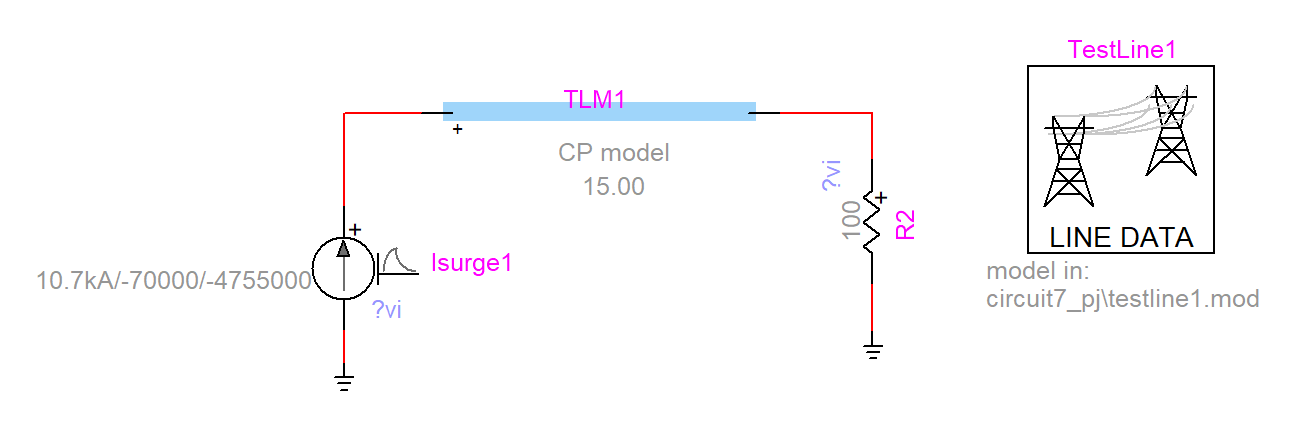 TestLine1
TLM1
+
+
CP model
15.00
?vi
100
+
R2
+
Isurge1
10.7kA/-70000/-4755000
?vi
LINE DATA
model in:
circuit7_pj\testline1.mod